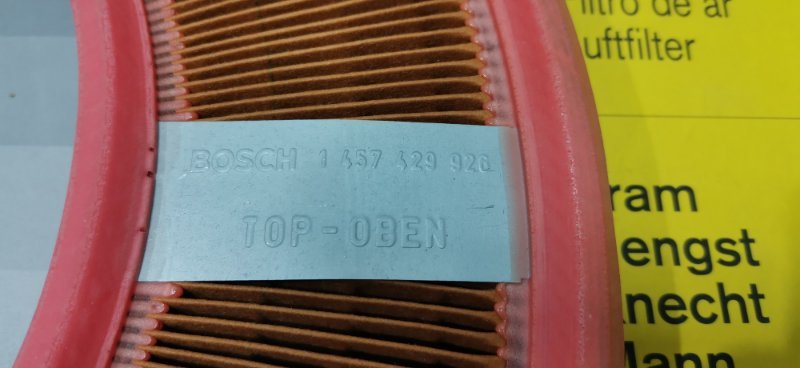 BOSCH 1 457 429 926
TOP-OBEN
ltro de ar
uftfilter
ram
engst
necht
Mann